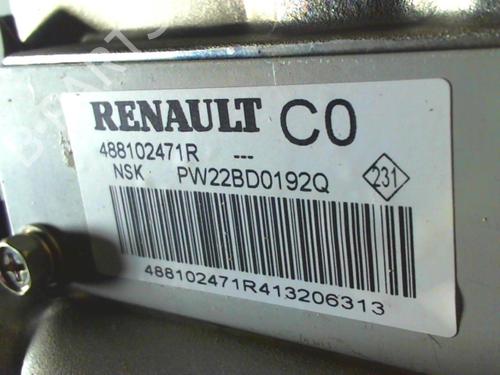 RENAULT C0
488102471R ---
NSK PW22BD0192Q
231
488102471R413206313